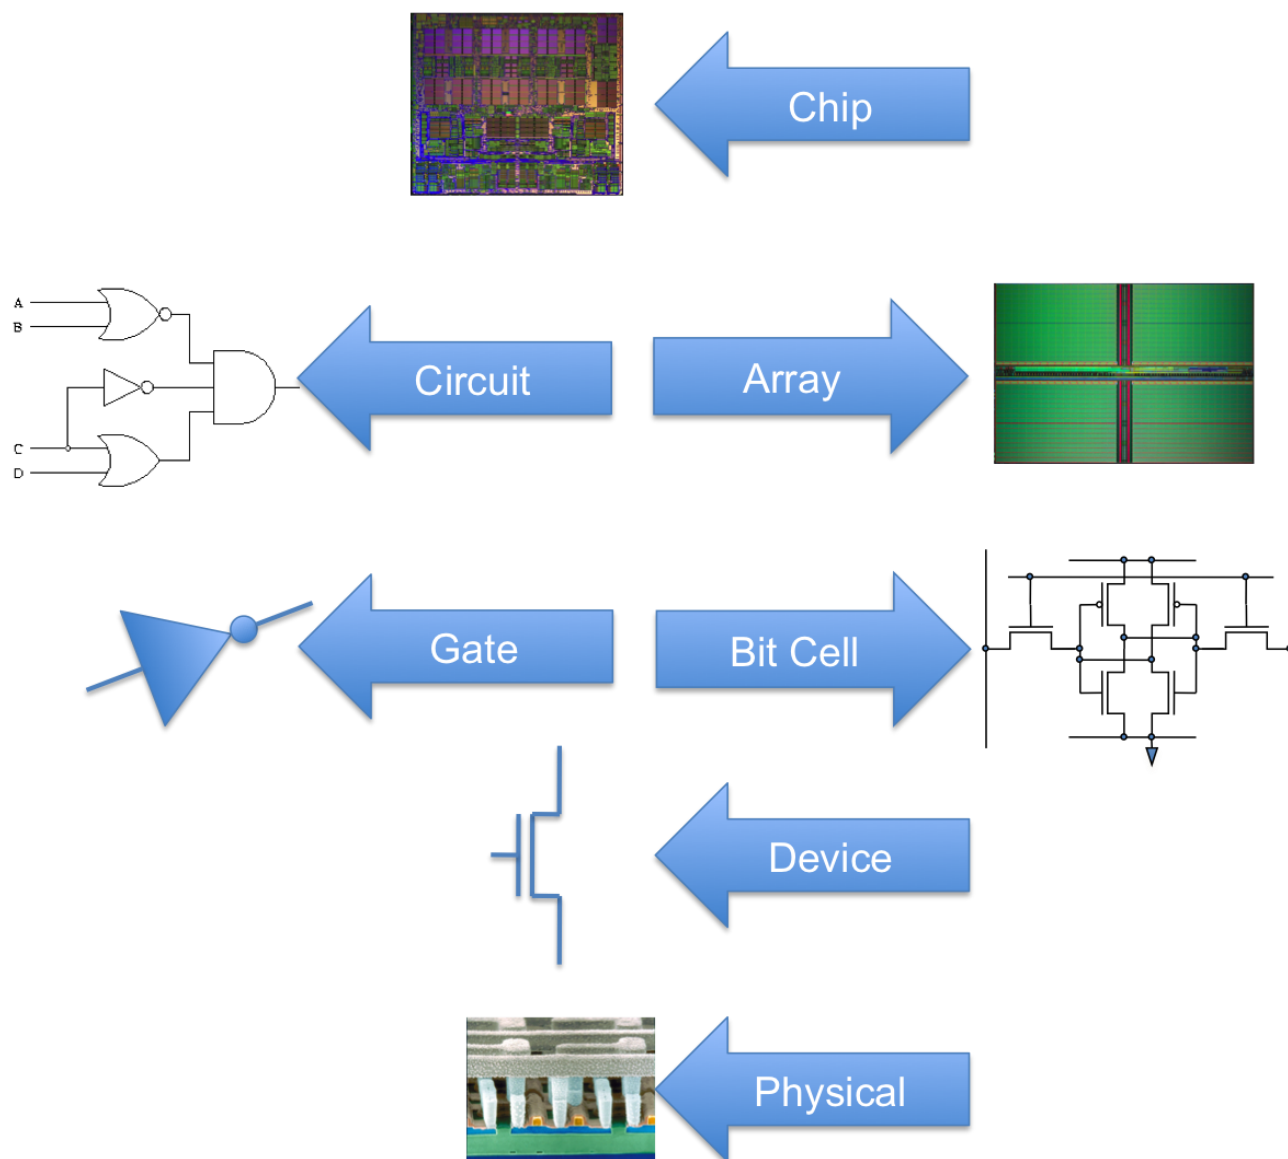 Chip
A
B
C
D
Circuit
Array
Gate
Bit Cell
Device
Physical